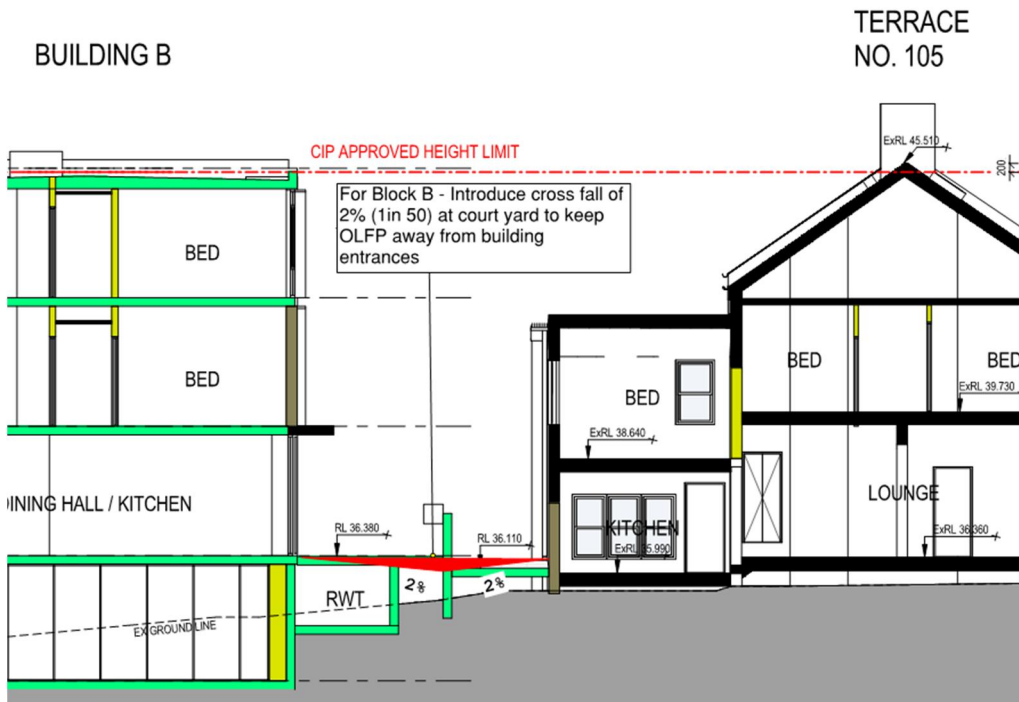 TERRACE
NO. 105
BUILDING B
ExRL 45.510
CIP APPROVED HEIGHT LIMIT
200
For Block B - Introduce cross fall of
2% (1in 50) at court yard to keep
OLFP away from building
entrances
BED
BED
BED
BED
BED
ExRL 39.730
ExRL 38.640
DINING HALL / KITCHEN
LOUNGE
RL 36.380
RL 36.110
KITCHEN
ExRL 36.360
ExRL 35.990
2%
2%
RWT
EX GROUND LINE